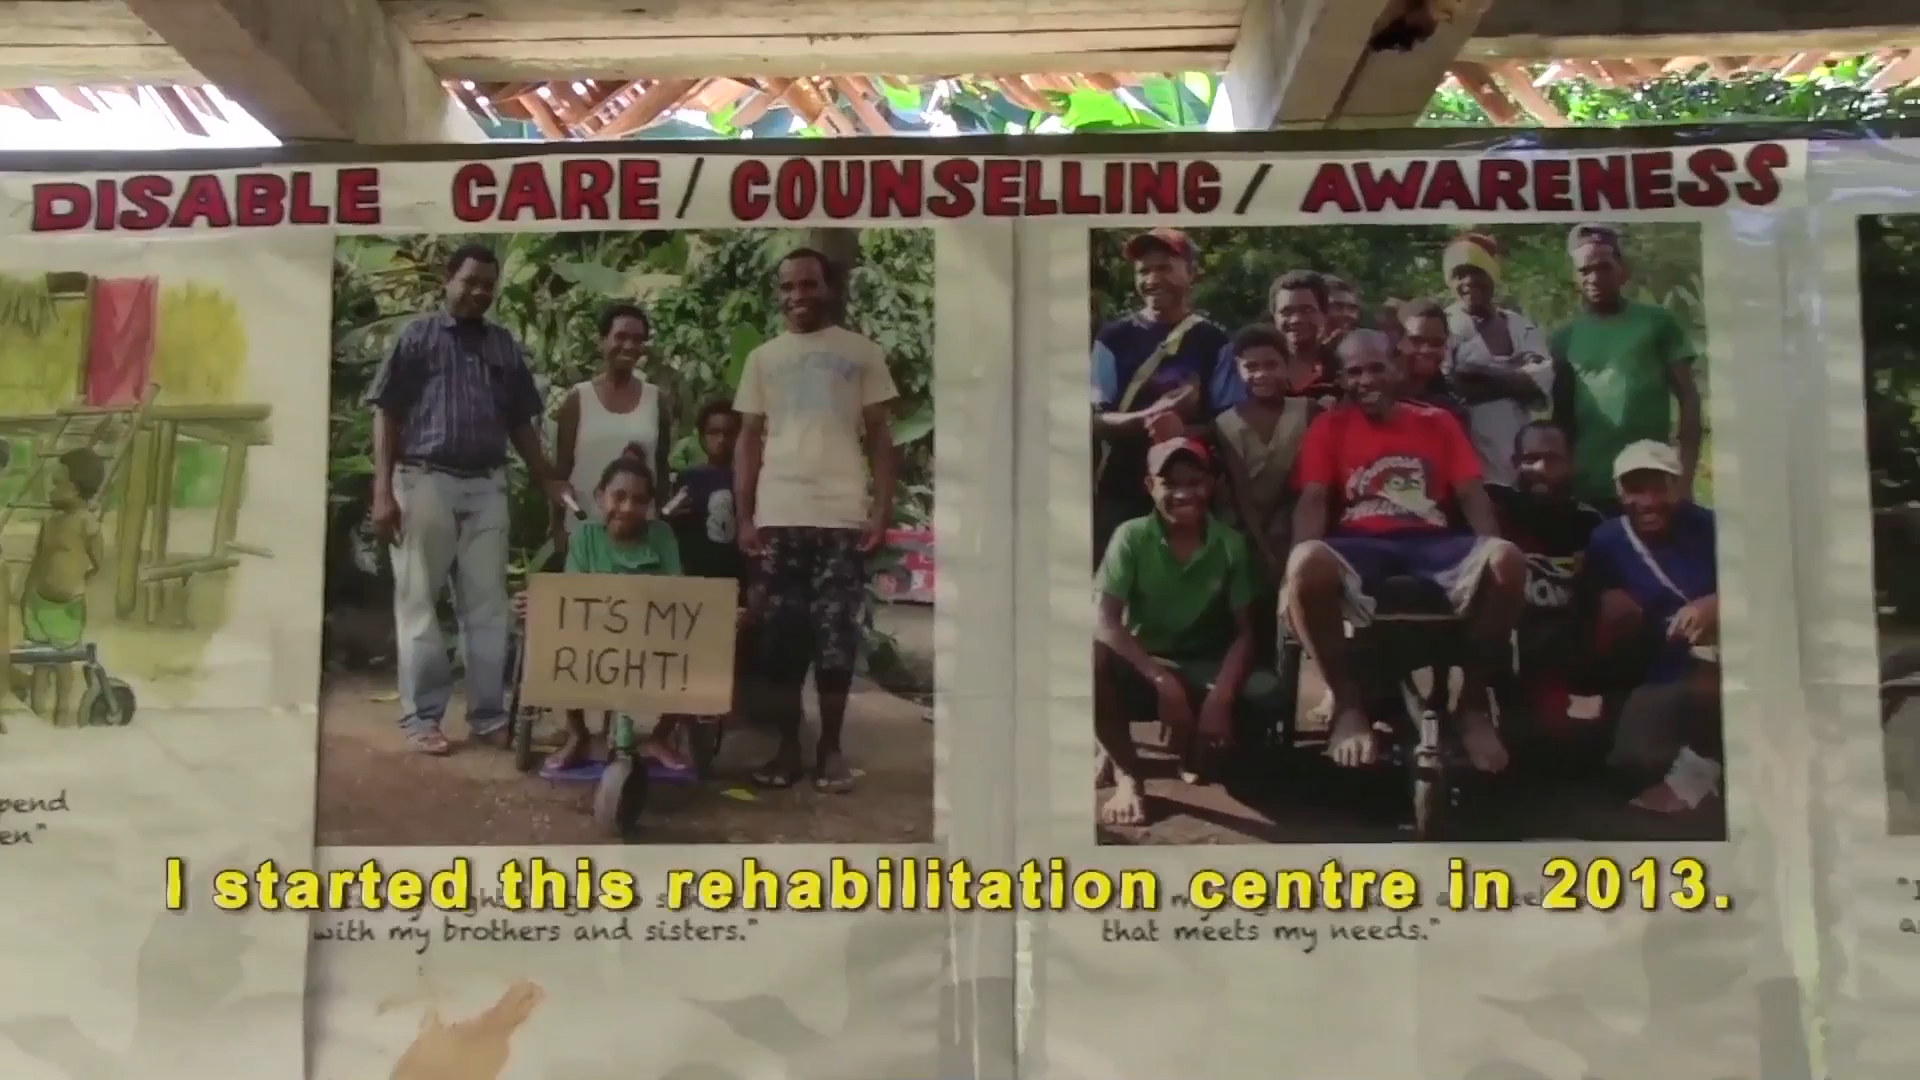 DISABLE CARE / COUNSELLING / AWARENESS
IT'S MY
RIGHT!
pend
en"
I started this rehabilitation centre in 2013.
with my brothers and sisters."
that meets my needs."